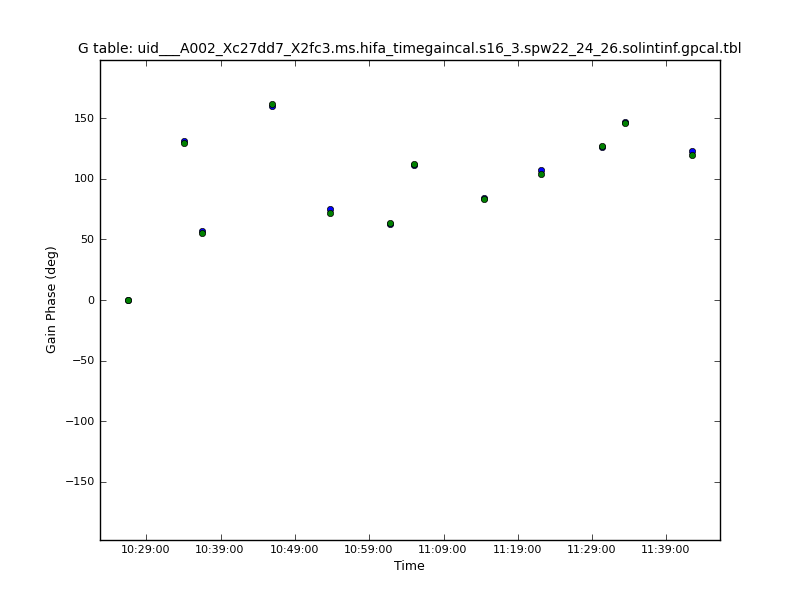 G table: uid___A002_Xc27dd7_X2fc3.ms.hifa_timegaincal.s16_3.spw22_24_26.solintinf.gpcal.tbl
150
100
50
0
−50
−100
−150
Gain Phase (deg)
10:29:00 10:39:00 10:49:00 10:59:00 11:09:00 11:19:00 11:29:00 11:39:00
Time